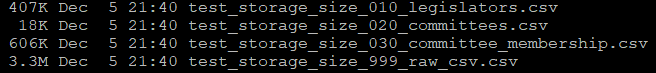 407K Dec  5 21:40 test_storage_size_010_legislators.csv
18K Dec  5 21:40 test_storage_size_020_committees.csv
606K Dec  5 21:40 test_storage_size_030_committee_membership.csv
3.3M Dec  5 21:40 test_storage_size_999_raw_csv.csv